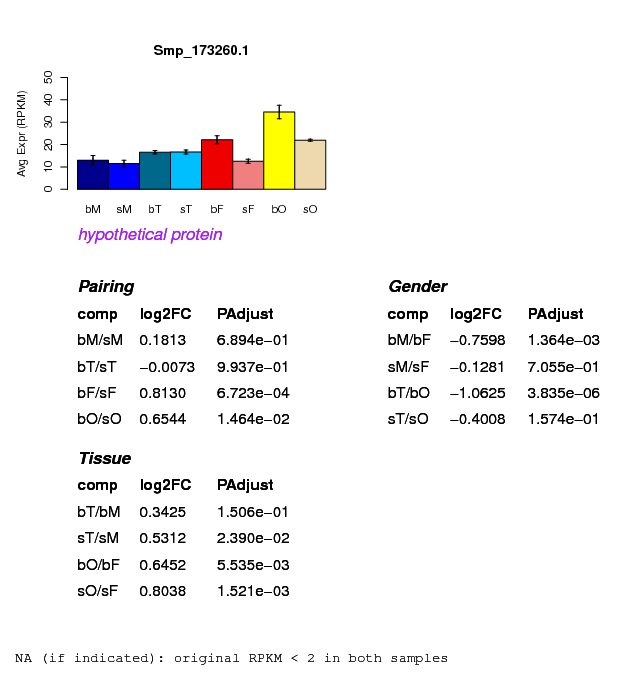 Smp_173260.1
Avg Expr (RPKM)
50
40
30
20
10
0
bM sM bT sT bF sF bO sO
hypothetical protein
Pairing
comp log2FC PAdjust
bM/sM 0.1813 6.894e−01
bT/sT −0.0073 9.937e−01
bF/sF 0.8130 6.723e−04
bO/sO 0.6544 1.464e−02
Gender
comp log2FC PAdjust
bM/bF −0.7598 1.364e−03
sM/sF −0.1281 7.055e−01
bT/bO −1.0625 3.835e−06
sT/sO −0.4008 1.574e−01
Tissue
comp log2FC PAdjust
bT/bM 0.3425 1.506e−01
sT/sM 0.5312 2.390e−02
bO/bF 0.6452 5.535e−03
sO/sF 0.8038 1.521e−03
NA (if indicated): original RPKM < 2 in both samples